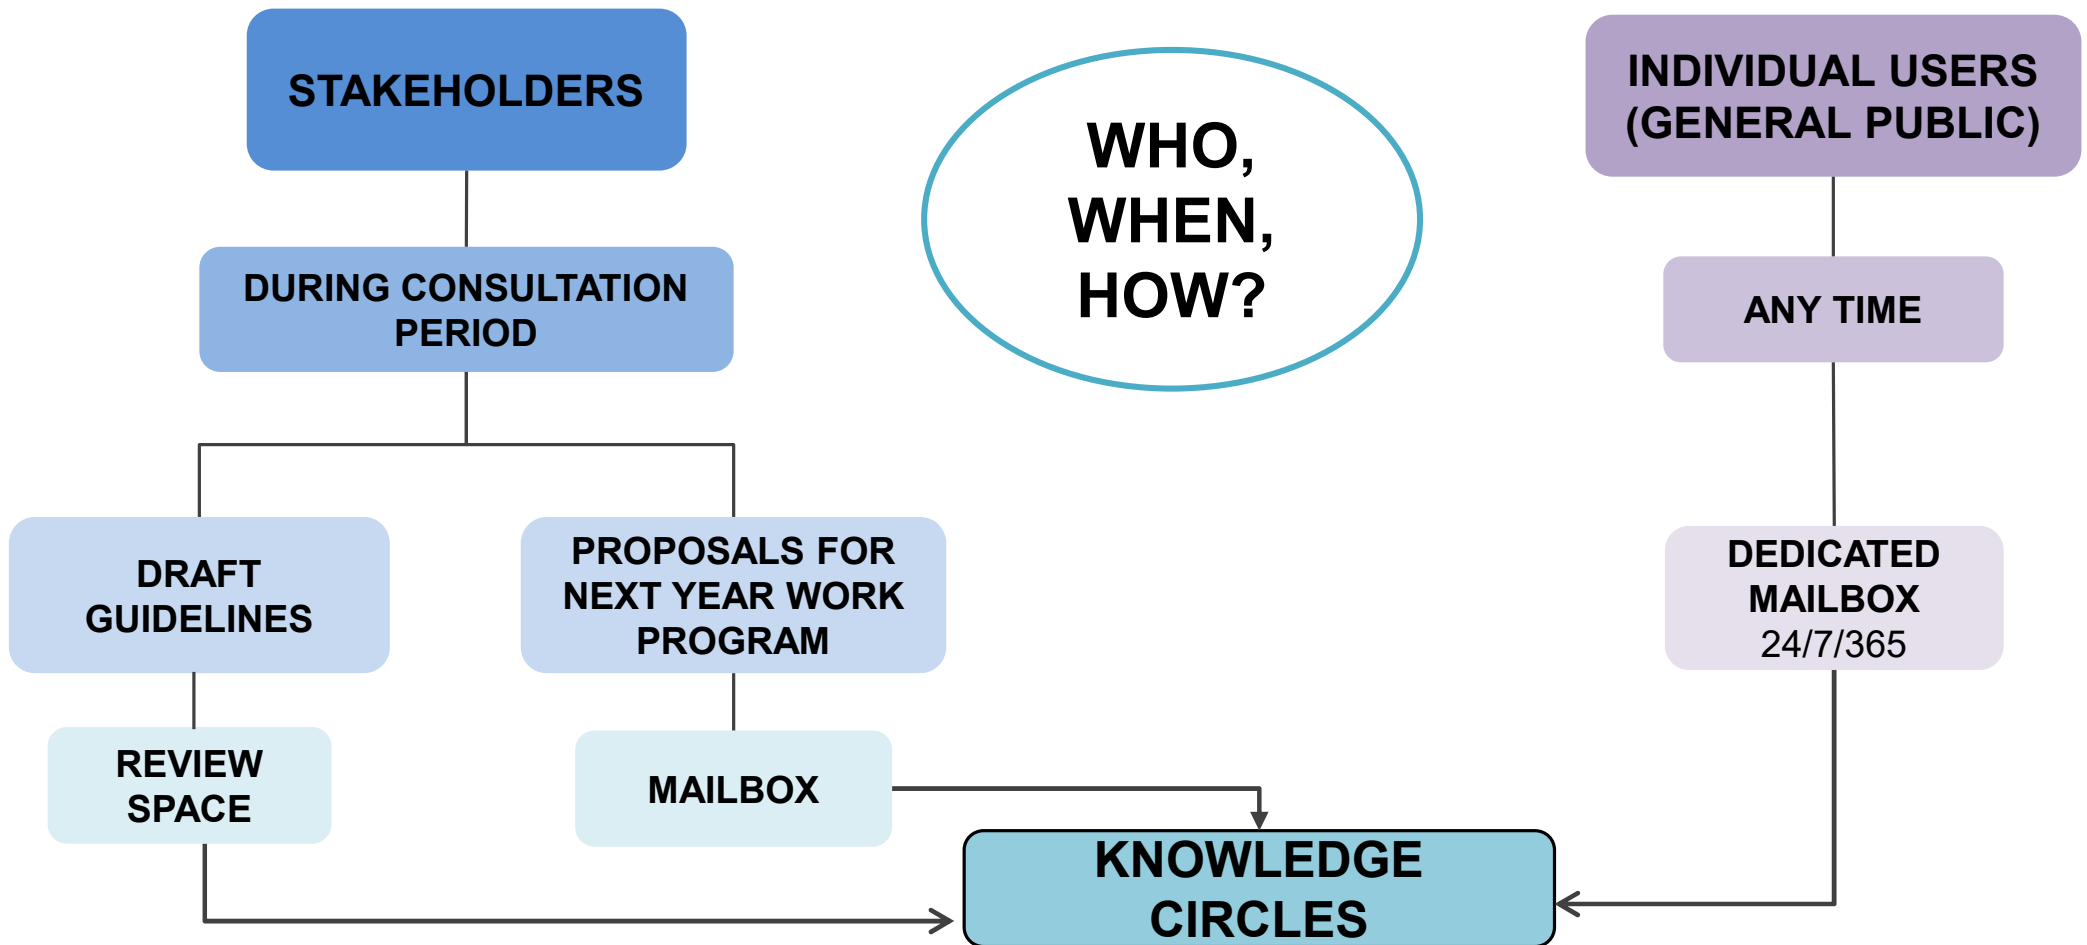 STAKEHOLDERS
WHO,
WHEN,
HOW?
INDIVIDUAL USERS
(GENERAL PUBLIC)
DURING CONSULTATION
PERIOD
ANY TIME
DRAFT
GUIDELINES
PROPOSALS FOR
NEXT YEAR WORK
PROGRAM
DEDICATED
MAILBOX
24/7/365
REVIEW
SPACE
MAILBOX
KNOWLEDGE
CIRCLES